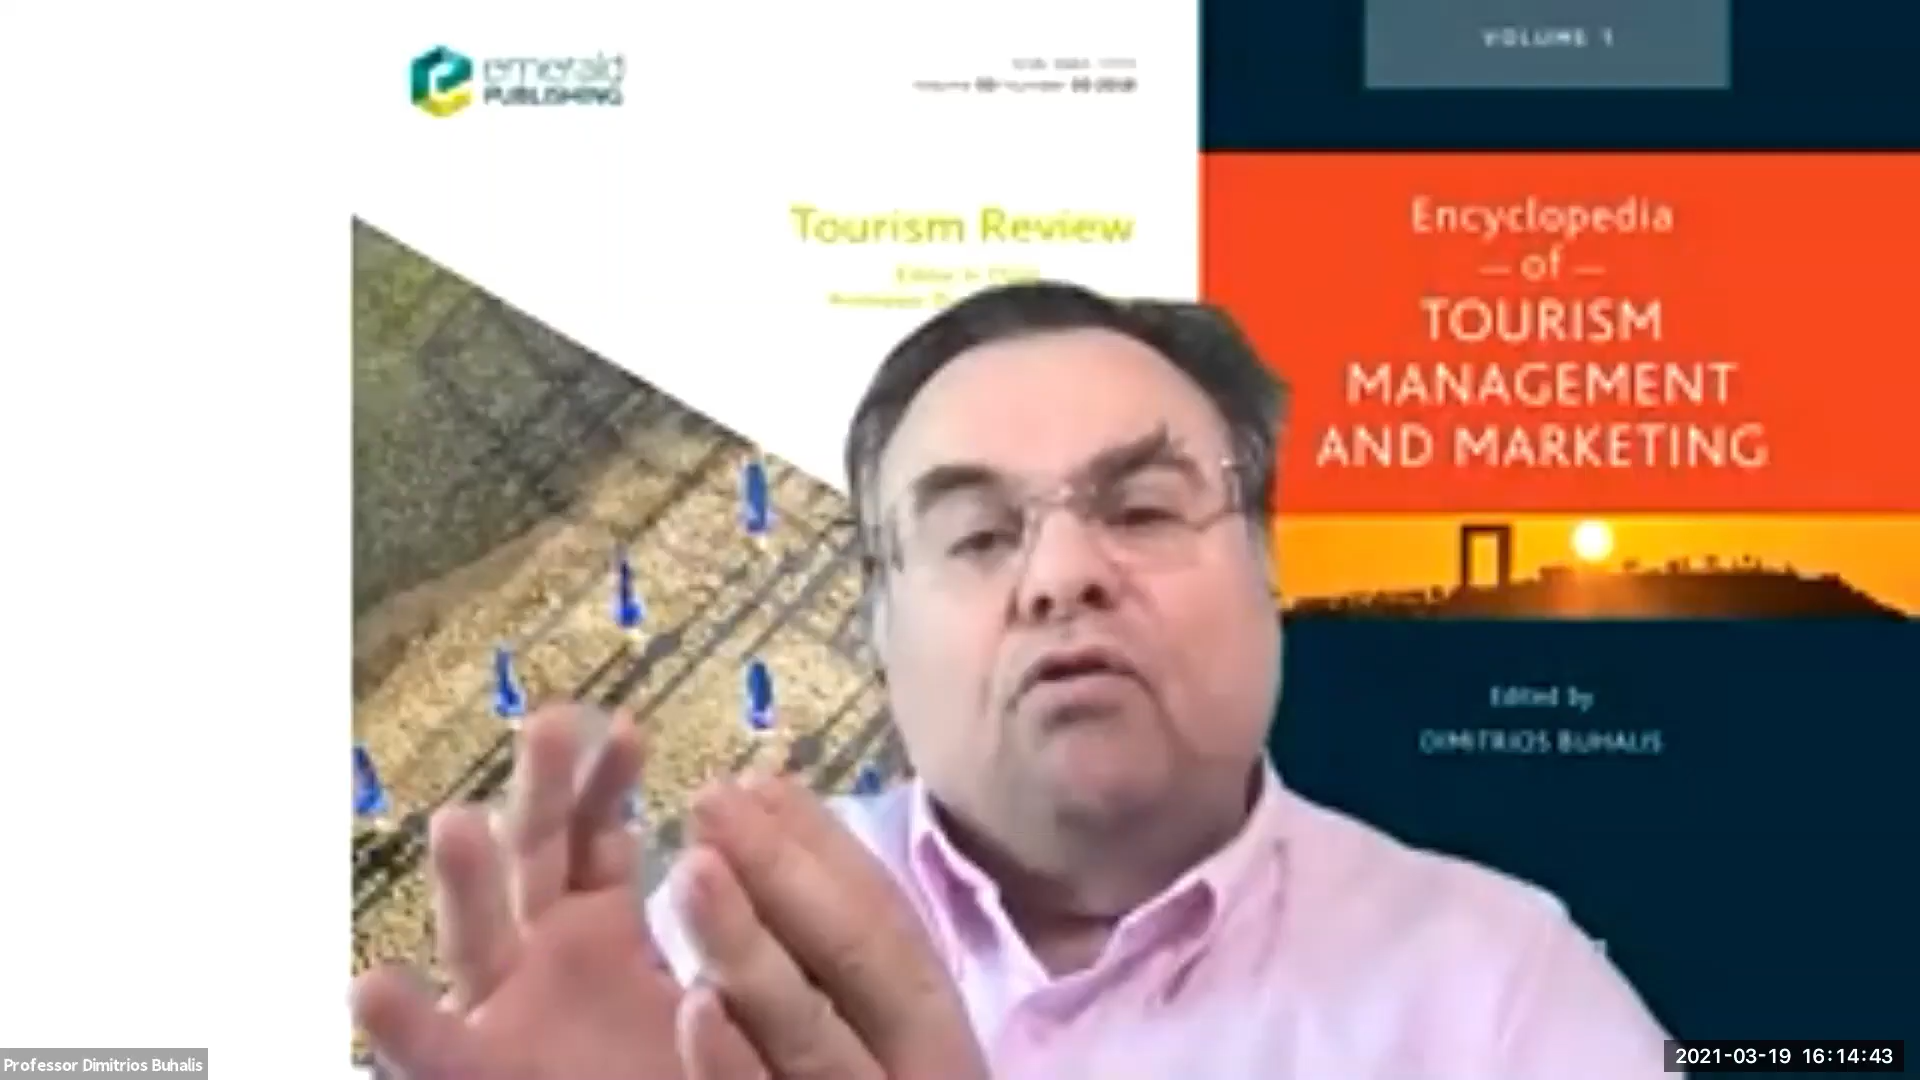 emerald
PUBLISHING
Tourism Review
VOLUME 1
Encyclopedia
— of —
TOURISM
MANAGEMENT
AND MARKETING
Edited by
DIMITRIOS BUHALIS
Professor Dimitrios Buhalis
2021-03-19 16:14:43